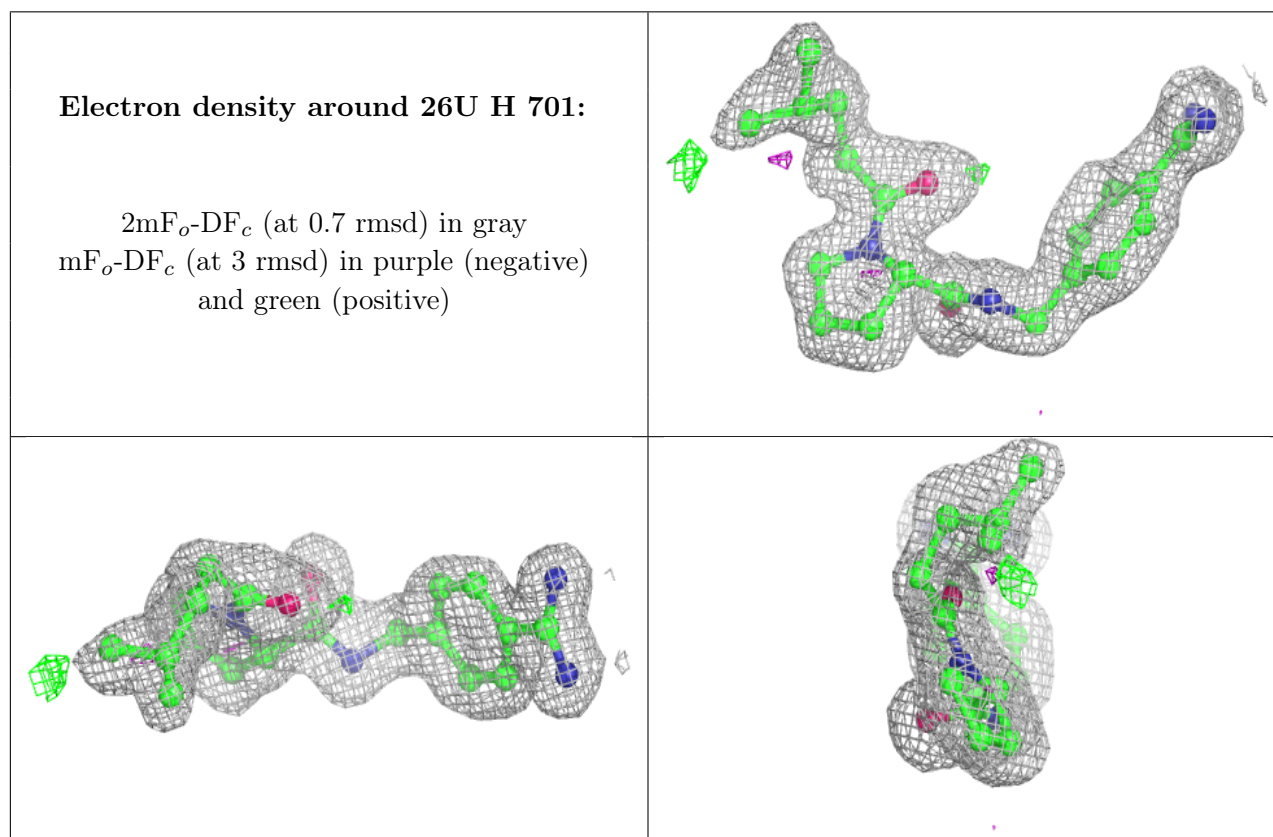 Electron density around 26U H 701:
2mFo-DFc (at 0.7 rmsd) in gray
mFo-DFc (at 3 rmsd) in purple (negative)
and green (positive)